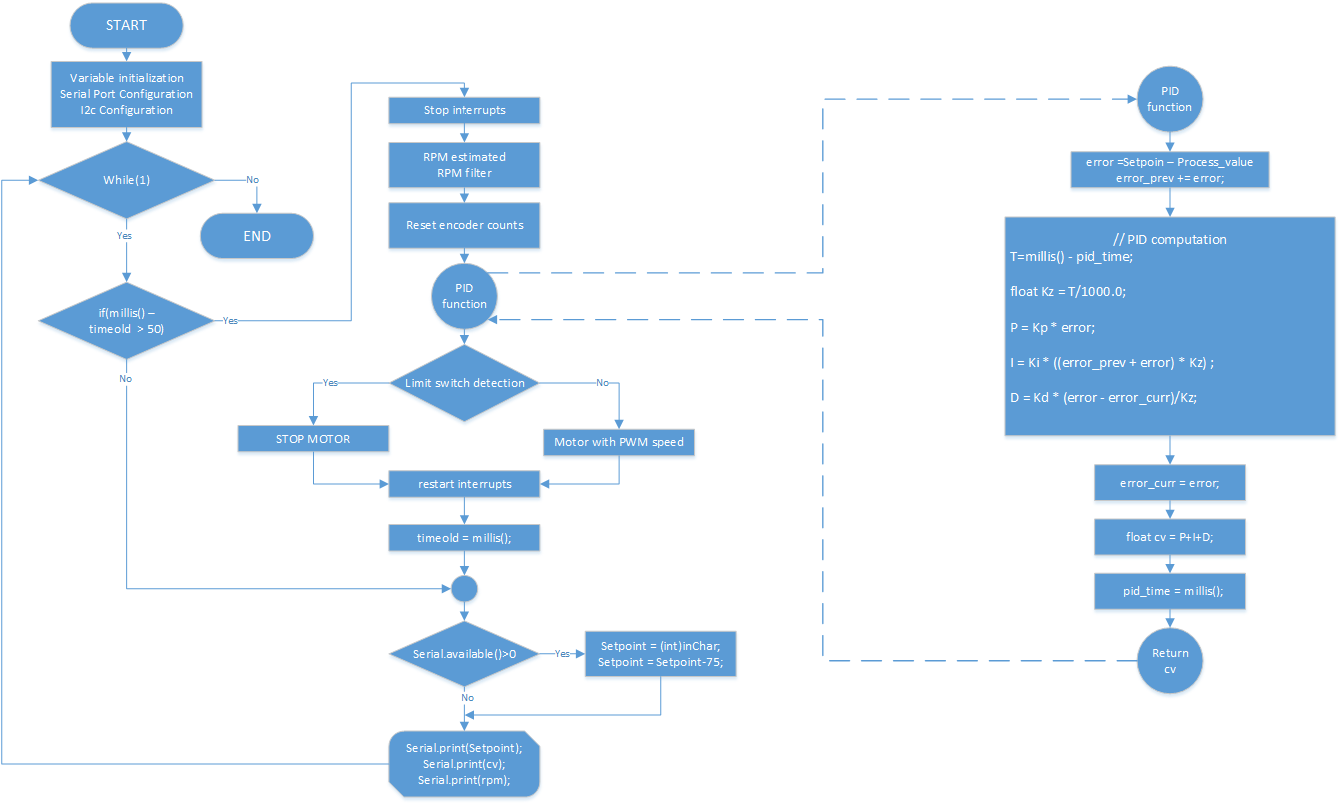 START
Variable initialization
Serial Port Configuration
I2c Configuration
While(1)
No
END
Yes
if(millis() –
timeold > 50)
Yes
No
Stop interrupts
RPM estimated
RPM filter
Reset encoder counts
PID
function
Limit switch detection
Yes
No
STOP MOTOR
Motor with PWM speed
restart interrupts
timeold = millis();
Serial.available()>0
Yes
Setpoint = (int)inChar;
Setpoint = Setpoint-75;
No
Serial.print(Setpoint);
Serial.print(cv);
Serial.print(rpm);
PID
function
error =Setpoin – Process_value
error_prev += error;
// PID computation
T=millis() - pid_time;
float Kz = T/1000.0;
P = Kp * error;
I = Ki * ((error_prev + error) * Kz) ;
D = Kd * (error - error_curr)/Kz;
error_curr = error;
float cv = P+I+D;
pid_time = millis();
Return
cv